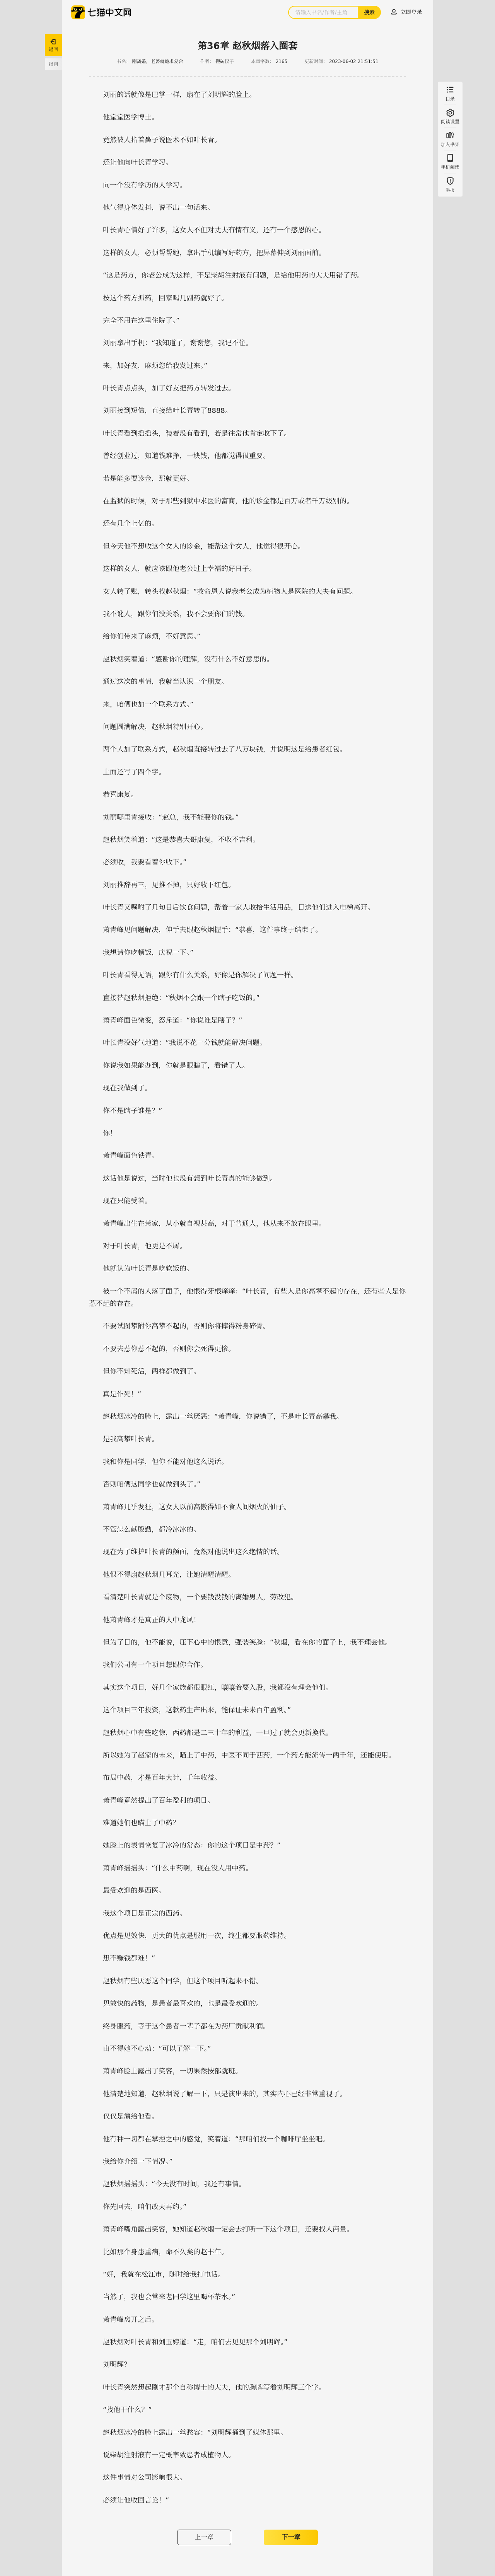 七猫中文网
请输入书名/作者/主角
搜索
立即登录
返回
纠错
目录
阅读设置
加入书架
手机阅读
举报
第36章 赵秋烟落入圈套
书名： 刚离婚，老婆就跪求复合 作者： 搬砖汉子 本章字数： 2165 更新时间： 2023-06-02 21:51:51
刘丽的话就像是巴掌一样，扇在了刘明辉的脸上。
他堂堂医学博士。
竟然被人指着鼻子说医术不如叶长青。
还让他向叶长青学习。
向一个没有学历的人学习。
他气得身体发抖，说不出一句话来。
叶长青心情好了许多，这女人不但对丈夫有情有义，还有一个感恩的心。
这样的女人，必须帮帮她，拿出手机编写好药方，把屏幕伸到刘丽面前。
“这是药方，你老公成为这样，不是柴胡注射液有问题，是给他用药的大夫用错了药。
按这个药方抓药，回家喝几副药就好了。
完全不用在这里住院了。”
刘丽拿出手机：“我知道了，谢谢您，我记不住。
来，加好友，麻烦您给我发过来。”
叶长青点点头，加了好友把药方转发过去。
刘丽接到短信，直接给叶长青转了8888。
叶长青看到摇摇头，装着没有看到，若是往常他肯定收下了。
曾经创业过，知道钱难挣，一块钱，他都觉得很重要。
若是能多要诊金，那就更好。
在监狱的时候，对于那些到狱中求医的富商，他的诊金都是百万或者千万级别的。
还有几个上亿的。
但今天他不想收这个女人的诊金，能帮这个女人，他觉得很开心。
这样的女人，就应该跟他老公过上幸福的好日子。
女人转了账，转头找赵秋烟：“救命恩人说我老公成为植物人是医院的大夫有问题。
我不讹人，跟你们没关系，我不会要你们的钱。
给你们带来了麻烦，不好意思。”
赵秋烟笑着道：“感谢你的理解，没有什么不好意思的。
通过这次的事情，我就当认识一个朋友。
来，咱俩也加一个联系方式。”
问题圆满解决，赵秋烟特别开心。
两个人加了联系方式，赵秋烟直接转过去了八万块钱，并说明这是给患者红包。
上面还写了四个字。
恭喜康复。
刘丽哪里肯接收：“赵总，我不能要你的钱。”
赵秋烟笑着道：“这是恭喜大哥康复，不收不吉利。
必须收，我要看着你收下。”
刘丽推辞再三，见推不掉，只好收下红包。
叶长青又嘱咐了几句日后饮食问题，帮着一家人收拾生活用品，目送他们进入电梯离开。
萧青峰见问题解决，伸手去跟赵秋烟握手：“恭喜，这件事终于结束了。
我想请你吃顿饭，庆祝一下。”
叶长青看得无语，跟你有什么关系，好像是你解决了问题一样。
直接替赵秋烟拒绝：“秋烟不会跟一个瞎子吃饭的。”
萧青峰面色微变，怒斥道：“你说谁是瞎子？”
叶长青没好气地道：“我说不花一分钱就能解决问题。
你说我如果能办到，你就是眼瞎了，看错了人。
现在我做到了。
你不是瞎子谁是？”
你！
萧青峰面色铁青。
这话他是说过，当时他也没有想到叶长青真的能够做到。
现在只能受着。
萧青峰出生在萧家，从小就自视甚高，对于普通人，他从来不放在眼里。
对于叶长青，他更是不屑。
他就认为叶长青是吃软饭的。
被一个不屑的人落了面子，他恨得牙根痒痒：“叶长青，有些人是你高攀不起的存在，还有些人是你
惹不起的存在。
不要试图攀附你高攀不起的，否则你将摔得粉身碎骨。
不要去惹你惹不起的，否则你会死得更惨。
但你不知死活，两样都做到了。
真是作死！”
赵秋烟冰冷的脸上，露出一丝厌恶：“萧青峰，你说错了，不是叶长青高攀我。
是我高攀叶长青。
我和你是同学，但你不能对他这么说话。
否则咱俩这同学也就做到头了。”
萧青峰几乎发狂，这女人以前高傲得如不食人间烟火的仙子。
不管怎么献殷勤，都冷冰冰的。
现在为了维护叶长青的颜面，竟然对他说出这么绝情的话。
他恨不得扇赵秋烟几耳光，让她清醒清醒。
看清楚叶长青就是个废物，一个要钱没钱的离婚男人，劳改犯。
他萧青峰才是真正的人中龙凤！
但为了目的，他不能说，压下心中的恨意，强装笑脸：“秋烟，看在你的面子上，我不理会他。
我们公司有一个项目想跟你合作。
其实这个项目，好几个家族都很眼红，嚷嚷着要入股，我都没有理会他们。
这个项目三年投资，这款药生产出来，能保证未来百年盈利。”
赵秋烟心中有些吃惊，西药都是二三十年的利益，一旦过了就会更新换代。
所以她为了赵家的未来，瞄上了中药，中医不同于西药，一个药方能流传一两千年，还能使用。
布局中药，才是百年大计，千年收益。
萧青峰竟然提出了百年盈利的项目。
难道她们也瞄上了中药?
她脸上的表情恢复了冰冷的常态：你的这个项目是中药？”
萧青峰摇摇头：“什么中药啊，现在没人用中药。
最受欢迎的是西医。
我这个项目是正宗的西药。
优点是见效快，更大的优点是服用一次，终生都要服药维持。
想不赚钱都难！”
赵秋烟有些厌恶这个同学，但这个项目听起来不错。
见效快的药物，是患者最喜欢的，也是最受欢迎的。
终身服药，等于这个患者一辈子都在为药厂贡献利润。
由不得她不心动：“可以了解一下。”
萧青峰脸上露出了笑容，一切果然按部就班。
他清楚地知道，赵秋烟说了解一下，只是演出来的，其实内心已经非常重视了。
仅仅是演给他看。
他有种一切都在掌控之中的感觉，笑着道：“那咱们找一个咖啡厅坐坐吧。
我给你介绍一下情况。”
赵秋烟摇摇头：“今天没有时间，我还有事情。
你先回去，咱们改天再约。”
萧青峰嘴角露出笑容，她知道赵秋烟一定会去打听一下这个项目，还要找人商量。
比如那个身患重病，命不久矣的赵丰年。
“好，我就在松江市，随时给我打电话。
当然了，我也会常来老同学这里喝杯茶水。”
萧青峰离开之后。
赵秋烟对叶长青和刘玉婷道：“走，咱们去见见那个刘明辉。”
刘明辉？
叶长青突然想起刚才那个自称博士的大夫，他的胸牌写着刘明辉三个字。
“找他干什么？”
赵秋烟冰冷的脸上露出一丝愁容：“刘明辉捅到了媒体那里。
说柴胡注射液有一定概率致患者成植物人。
这件事情对公司影响很大。
必须让他收回言论！”
上一章
下一章